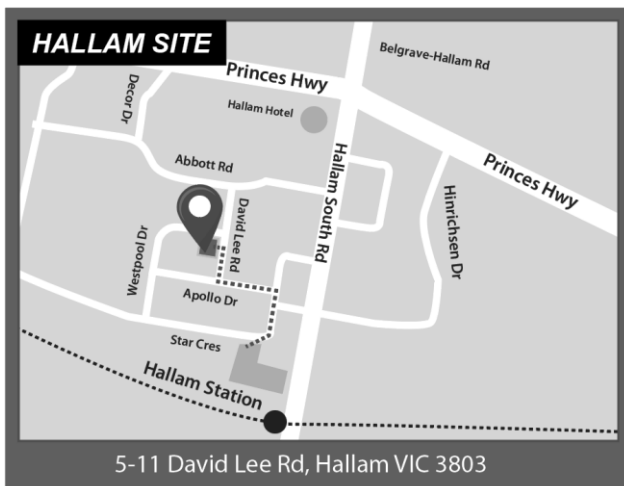 HALLAM SITE
Belgrave-Hallam Rd
Princes Hwy
Decor Dr
Hallam Hotel
Abbott Rd
Hallam South Rd
Princes Hwy
Hinrichsen Dr
David Lee Rd
Westpool Dr
Apollo Dr
Star Cres
Hallam Station
5-11 David Lee Rd, Hallam VIC 3803